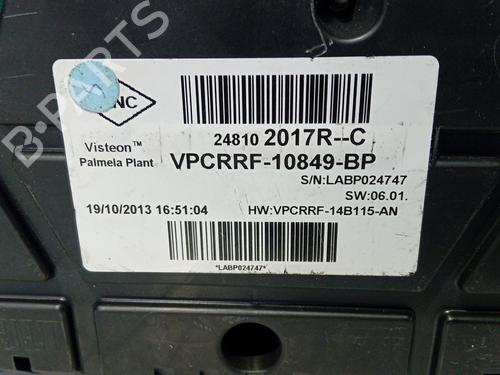 B-PARTS
NC
Visteon™
Palmela Plant
24810 2017R--C
VPCRRF-10849-BP
S/N:LABP024747
SW:06.01.
19/10/2013 16:51:04
HW:VPCRRF-14B115-AN
*LABP024747*